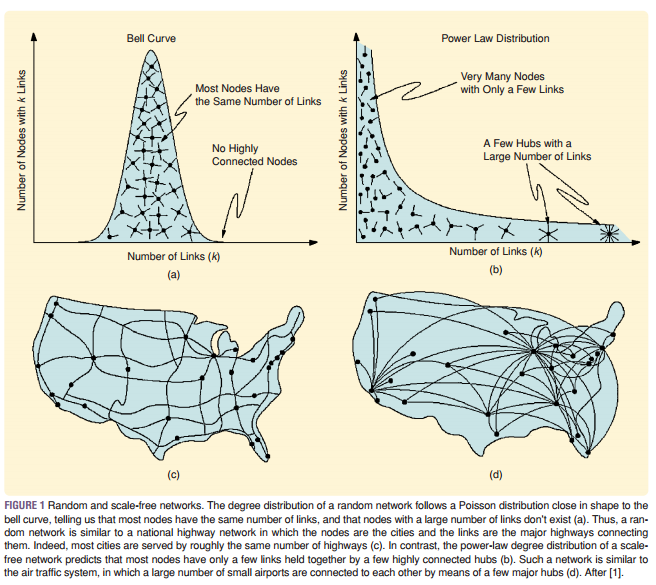 Bell Curve
Number of Nodes with k Links
Most Nodes Have
the Same Number of Links
No Highly
Connected Nodes
Number of Links (k)
(a)
Power Law Distribution
Number of Nodes with k Links
Very Many Nodes
with Only a Few Links
A Few Hubs with a
Large Number of Links
Number of Links (k)
(b)
(c)
(d)
FIGURE 1 Random and scale-free networks. The degree distribution of a random network follows a Poisson distribution close in shape to the
bell curve, telling us that most nodes have the same number of links, and that nodes with a large number of links don't exist (a). Thus, a ran-
dom network is similar to a national highway network in which the nodes are the cities and the links are the major highways connecting
them. Indeed, most cities are served by roughly the same number of highways (c). In contrast, the power-law degree distribution of a scale-
free network predicts that most nodes have only a few links held together by a few highly connected hubs (b). Such a network is similar to
the air traffic system, in which a large number of small airports are connected to each other by means of a few major hubs (d). After [1].